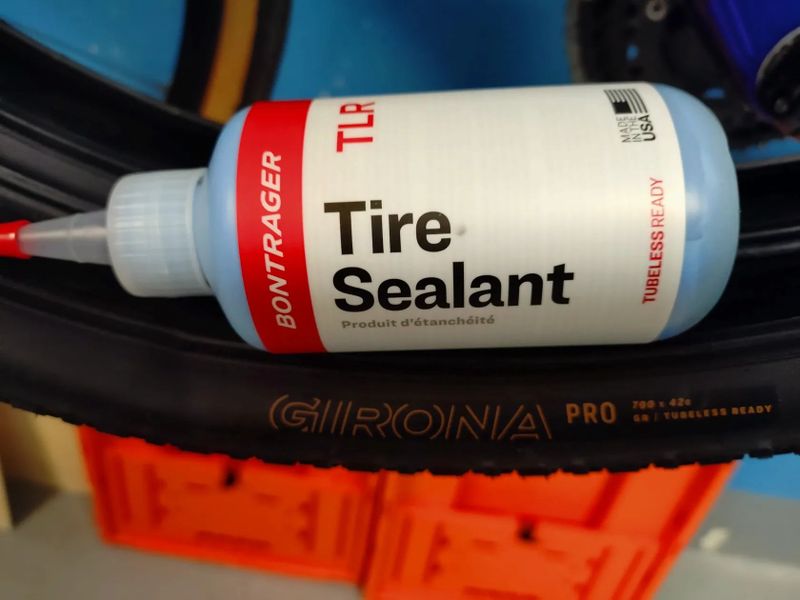 BONTRAGER
TLR
Tire
Sealant
Produit d'étanchéité
MADE
IN THE
USA
TUBELESS READY
GIRONA PRO
700 x 42c
GR / TUBELESS READY